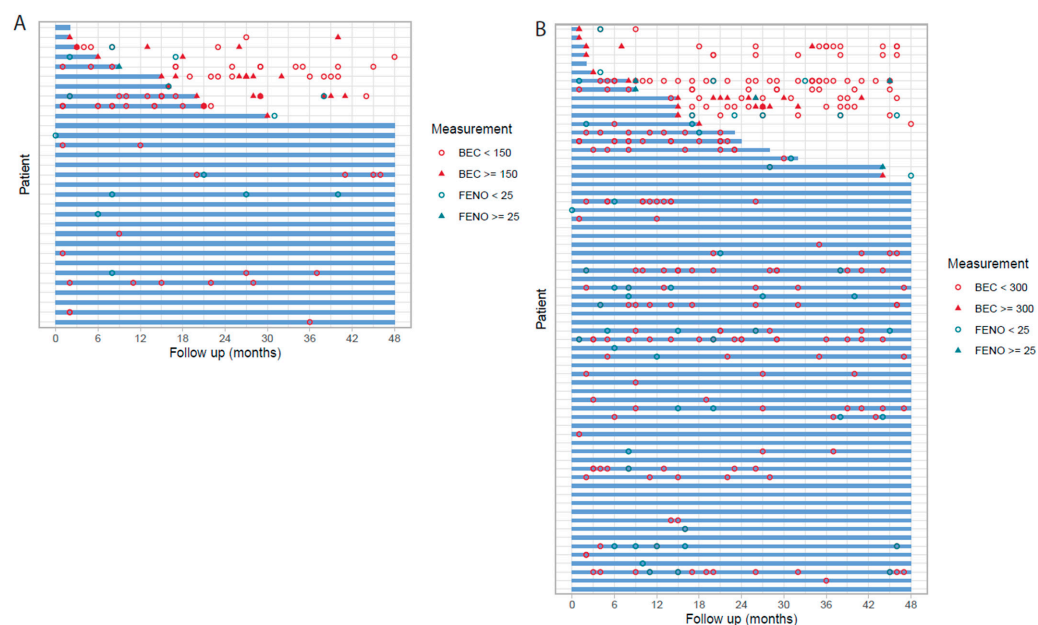 A
Patient
0 6 12 18 24 30 36 42 48
Follow up (months)
Measurement
BEC < 150
BEC >= 150
FENO < 25
FENO >= 25
B
Patient
0 6 12 18 24 30 36 42 48
Follow up (months)
Measurement
BEC < 300
BEC >= 300
FENO < 25
FENO >= 25